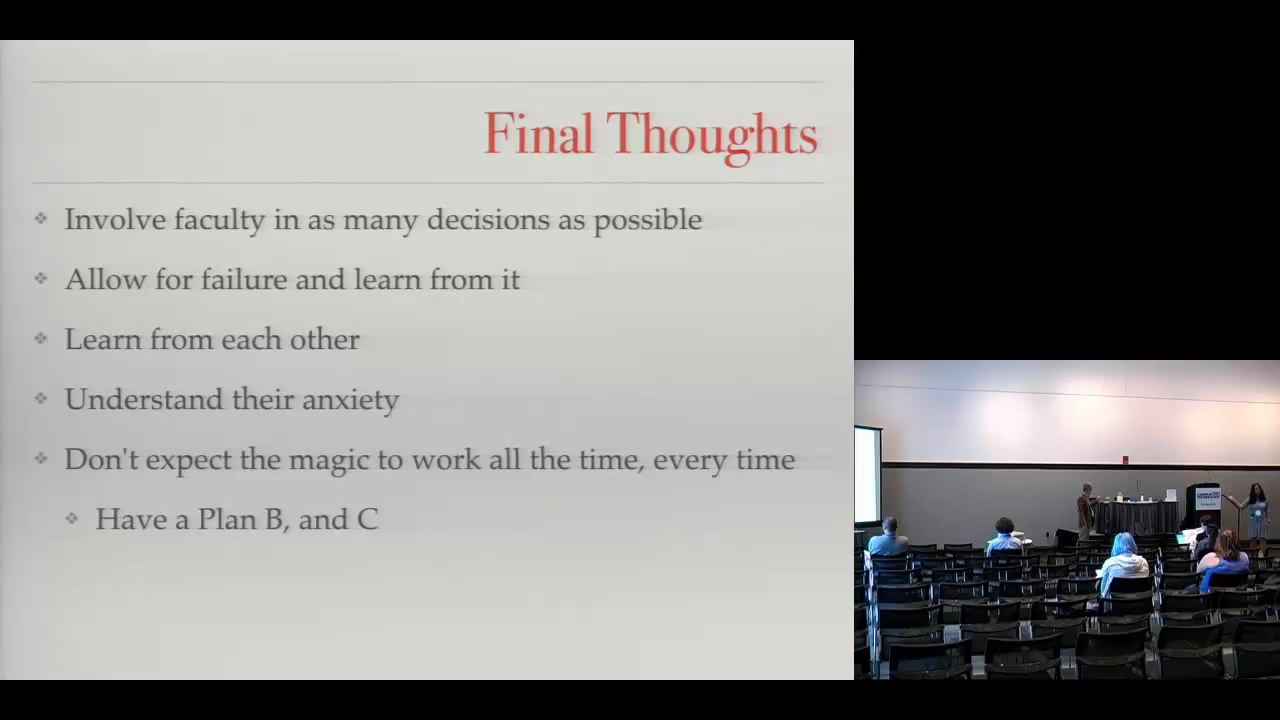 Final Thoughts
Involve faculty in as many decisions as possible
Allow for failure and learn from it
Learn from each other
Understand their anxiety
Don't expect the magic to work all the time, every time
Have a Plan B, and C